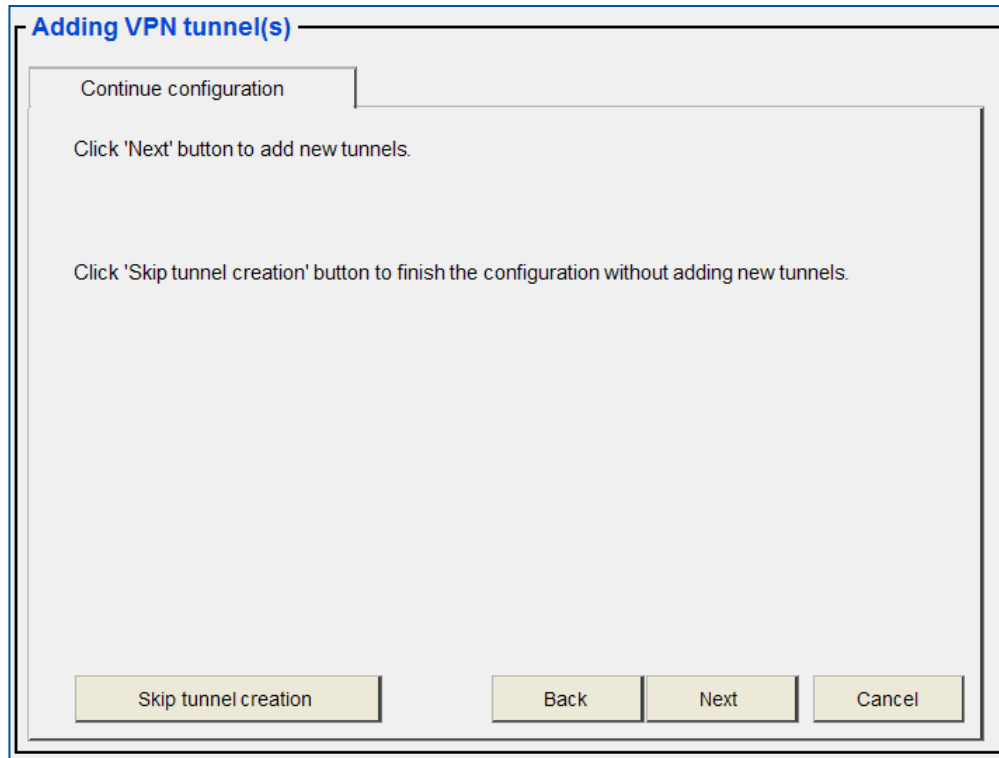 Adding VPN tunnel(s)
Continue configuration
Click 'Next' button to add new tunnels.
Click 'Skip tunnel creation' button to finish the configuration without adding new tunnels.
Skip tunnel creation
Back
Next
Cancel